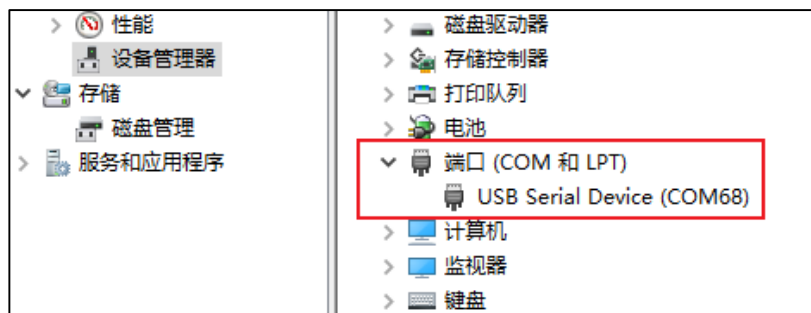 性能
设备管理器
存储
磁盘管理
服务和应用程序
磁盘驱动器
存储控制器
打印队列
电池
端口 (COM 和 LPT)
USB Serial Device (COM68)
计算机
监视器
键盘